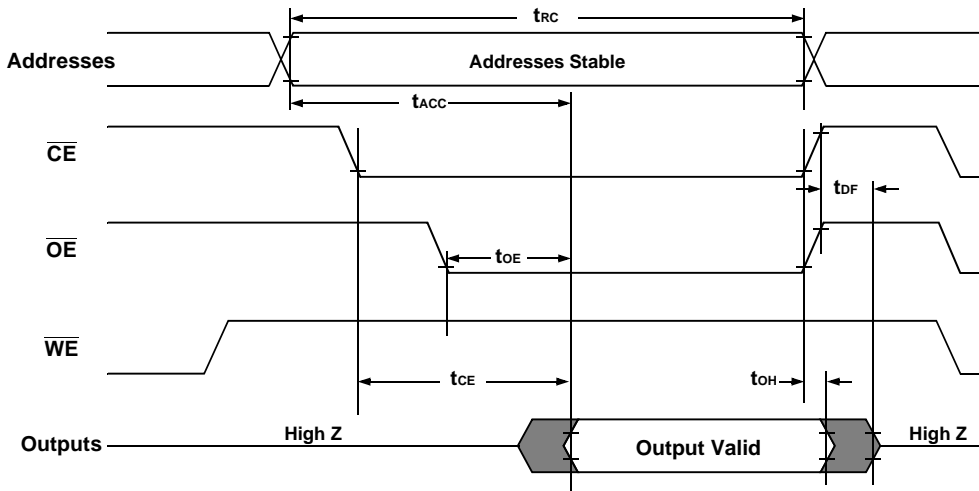 tRC
Addresses
Addresses Stable
tACC
CE
tDF
OE
tOE
WE
tCE
tOH
Outputs
High Z
Output Valid
High Z